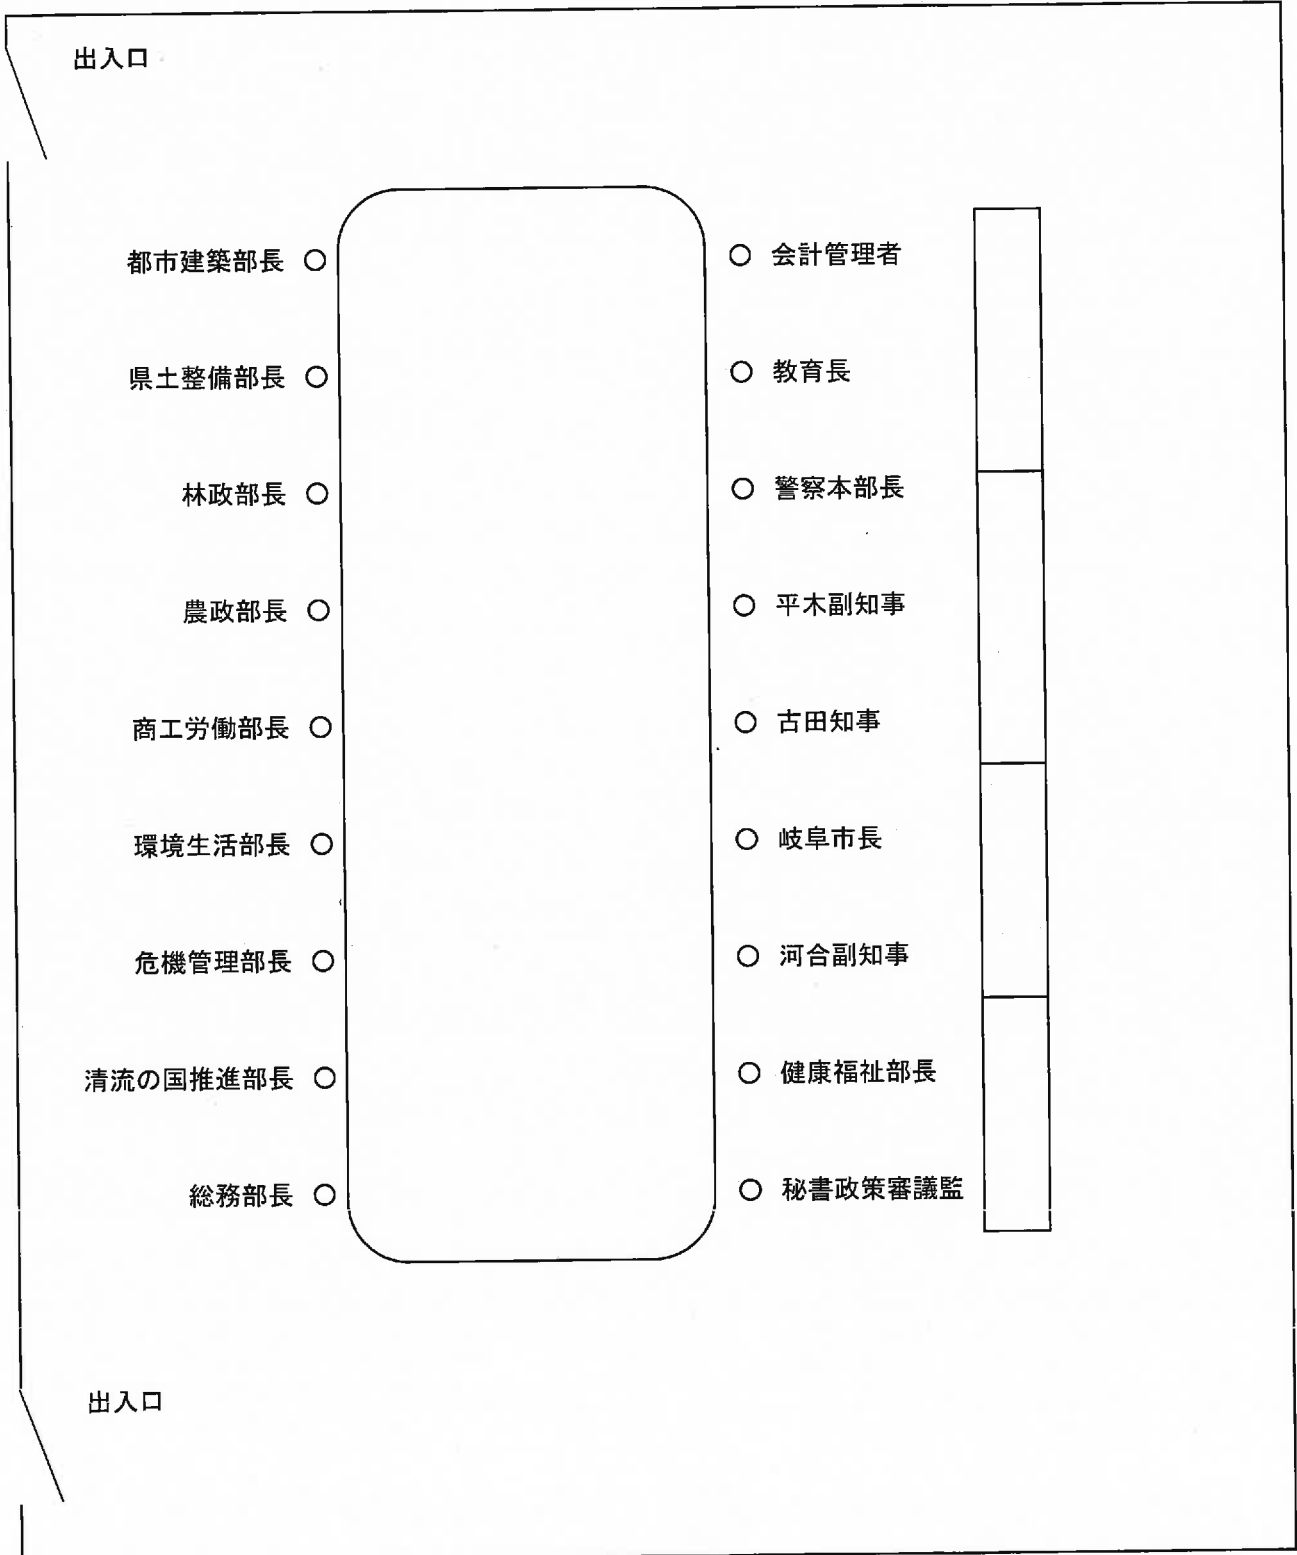 出入口
都市建築部長 ○
○ 会計管理者
県土整備部長 ○
○ 教育長
林政部長 ○
○ 警察本部長
農政部長 ○
○ 平木副知事
商工労働部長 ○
○ 古田知事
環境生活部長 ○
○ 岐阜市長
危機管理部長 ○
○ 河合副知事
清流の国推進部長 ○
○ 健康福祉部長
総務部長 ○
○ 秘書政策審議監
出入口